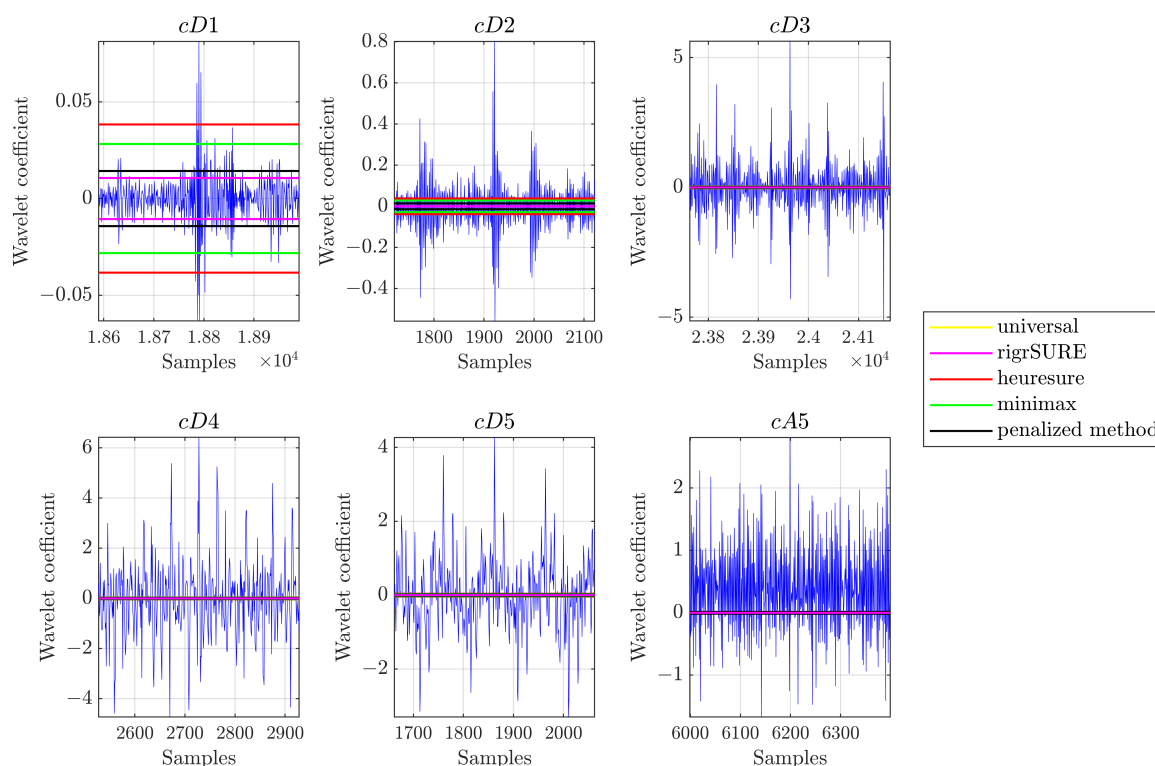 cD1
cD2
cD3
Wavelet coefficient
0.05
0
−0.05
1.86
1.87
1.88
1.89
Samples
×10⁴
Wavelet coefficient
0.8
0.6
0.4
0.2
0
−0.2
−0.4
1800
1900
2000
2100
Samples
Wavelet coefficient
5
0
−5
2.38
2.39
2.4
2.41
Samples
×10⁴
universal
rigrSURE
heuresure
minimax
penalized method
cD4
cD5
cA5
Wavelet coefficient
6
4
2
0
−2
−4
2600
2700
2800
2900
Samples
Wavelet coefficient
4
2
0
−2
1700
1800
1900
2000
Samples
Wavelet coefficient
2
1
0
−1
6000
6100
6200
6300
Samples